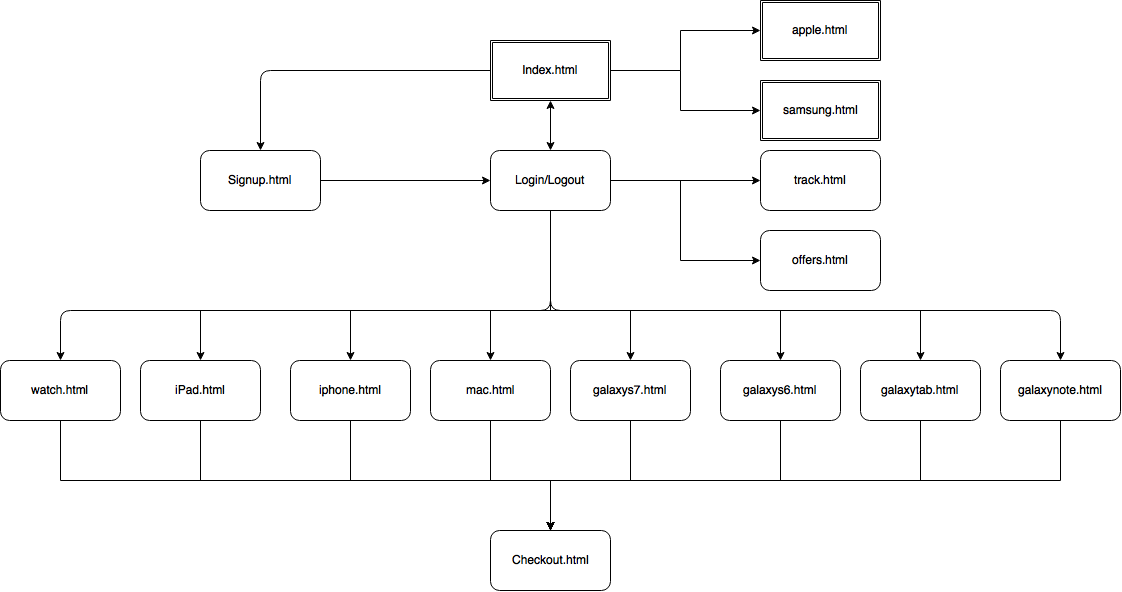 apple.html
Index.html
samsung.html
Signup.html
Login/Logout
track.html
offers.html
watch.html
iPad.html
iphone.html
mac.html
galaxys7.html
galaxys6.html
galaxytab.html
galaxynote.html
Checkout.html